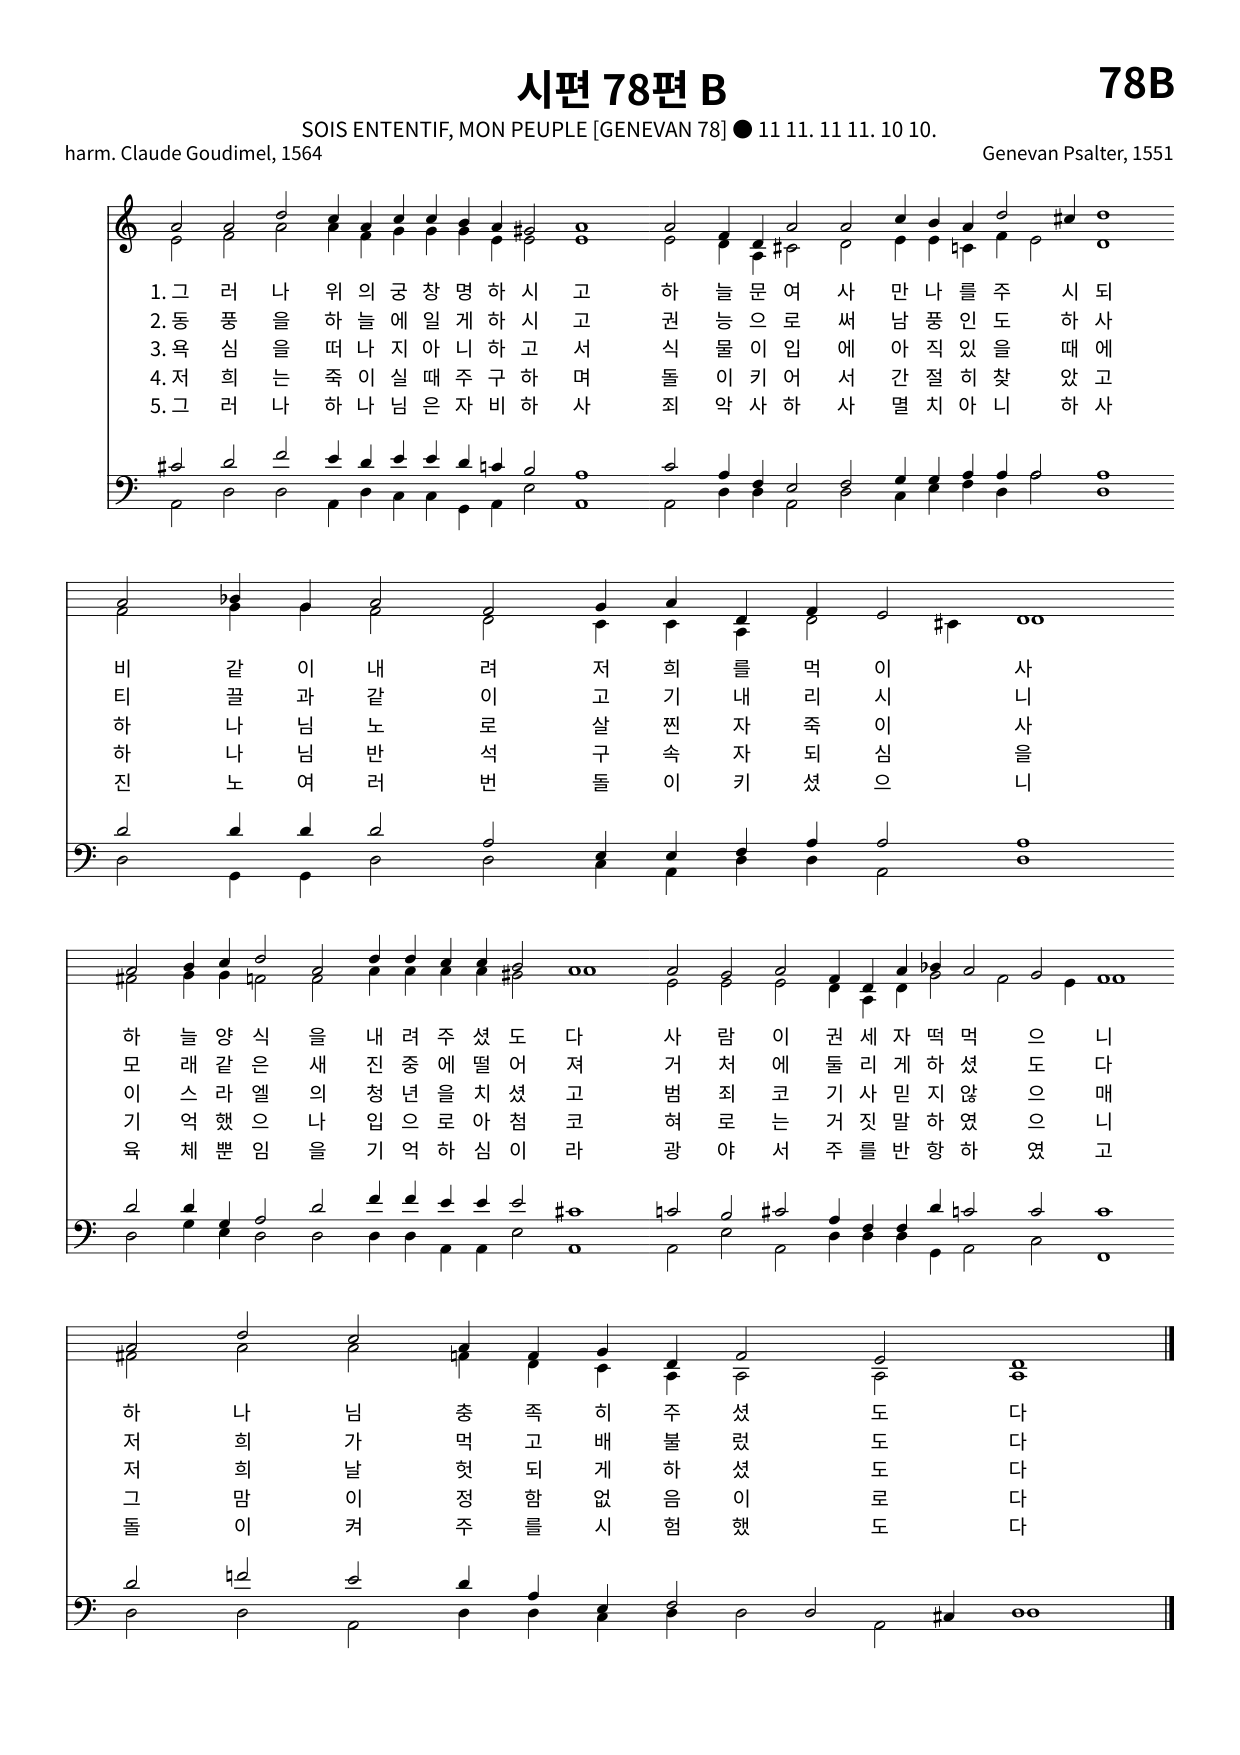 시편 78편 B
78B
SOIS ENTENTIF, MON PEUPLE [GENEVAN 78] ● 11 11. 11 11. 10 10.
harm. Claude Goudimel, 1564
Genevan Psalter, 1551
1. 그 러 나 위 의 궁 창 명 하 시 고 하 늘 문 여 사 만 나 를 주 시 되
2. 동 풍 을 하 늘 에 일 게 하 시 고 권 능 으 로 써 남 풍 인 도 하 사
3. 욕 심 을 떠 나 지 아 니 하 고 서 식 물 이 입 에 아 직 있 을 때 에
4. 저 희 는 죽 이 실 때 주 구 하 며 돌 이 키 어 서 간 절 히 찾 았 고
5. 그 러 나 하 나 님 은 자 비 하 사 죄 악 사 하 사 멸 치 아 니 하 사
비 같 이 내 려 저 희 를 먹 이 사
티 끌 과 같 이 고 기 내 리 시 니
하 나 님 노 로 살 찐 자 죽 이 사
하 나 님 반 석 구 속 자 되 심 을
진 노 여 러 번 돌 이 키 셨 으 니
하 늘 양 식 을 내 려 주 셨 도 다 사 람 이 권 세 자 떡 먹 으 니
모 래 같 은 새 진 중 에 떨 어 져 거 처 에 둘 리 게 하 셨 도 다
이 스 라 엘 의 청 년 을 치 셨 고 범 죄 코 기 사 믿 지 않 으 매
기 억 했 으 나 입 으 로 아 첨 코 혀 로 는 거 짓 말 하 였 으 니
육 체 뿐 임 을 기 억 하 심 이 라 광 야 서 주 를 반 항 하 였 고
하 나 님 충 족 히 주 셨 도 다
저 희 가 먹 고 배 불 렀 도 다
저 희 날 헛 되 게 하 셨 도 다
그 맘 이 정 함 없 음 이 로 다
돌 이 켜 주 를 시 험 했 도 다